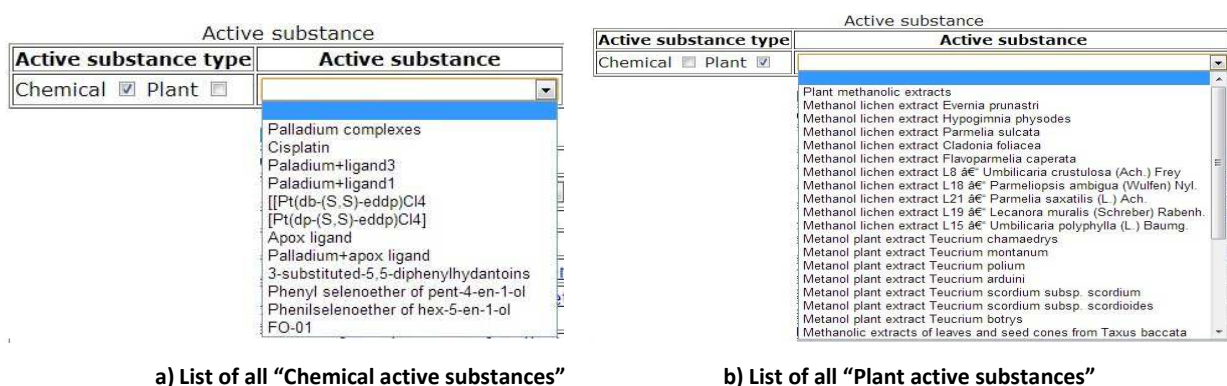 Active substance
Active substance type Active substance
Chemical Plant
Palladium complexes
Cisplatin
Paladium+ligand3
Paladium+ligand1
[[Pt(db-(S,S)-eddp)Cl4
[Pt(dp-(S,S)-eddp)Cl4]
Apox ligand
Palladium+apox ligand
3-substituted-5,5-diphenylhydantoins
Phenyl selenoether of pent-4-en-1-ol
Phenilselenoether of hex-5-en-1-ol
FO-01
a) List of all “Chemical active substances”
Active substance
Active substance type Active substance
Chemical Plant
Plant methanolic extracts
Methanol lichen extract Evernia prunastri
Methanol lichen extract Hypogimnia physodes
Methanol lichen extract Parmelia sulcata
Methanol lichen extract Cladonia foliacea
Methanol lichen extract Flavoparmelia caperata
Methanol lichen extract L8 â€“ Umbilicaria crustulosa (Ach.) Frey
Methanol lichen extract L18 â€“ Parmeliopsis ambigua (Wulfen) Nyl.
Methanol lichen extract L21 â€“ Parmelia saxatilis (L.) Ach.
Methanol lichen extract L19 â€“ Lecanora muralis (Schreber) Rabenh.
Methanol lichen extract L15 â€“ Umbilicaria polyphylla (L.) Baumg.
Metanol plant extract Teucrium chamaedrys
Metanol plant extract Teucrium montanum
Metanol plant extract Teucrium polium
Metanol plant extract Teucrium arduini
Metanol plant extract Teucrium scordium subsp. scordium
Metanol plant extract Teucrium scordium subsp. scordioides
Metanol plant extract Teucrium botrys
Methanolic extracts of leaves and seed cones from Taxus baccata
b) List of all “Plant active substances”